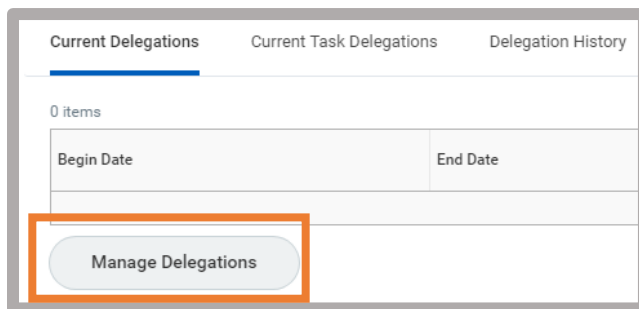 Current Delegations Current Task Delegations Delegation History
0 items
Begin Date End Date
Manage Delegations